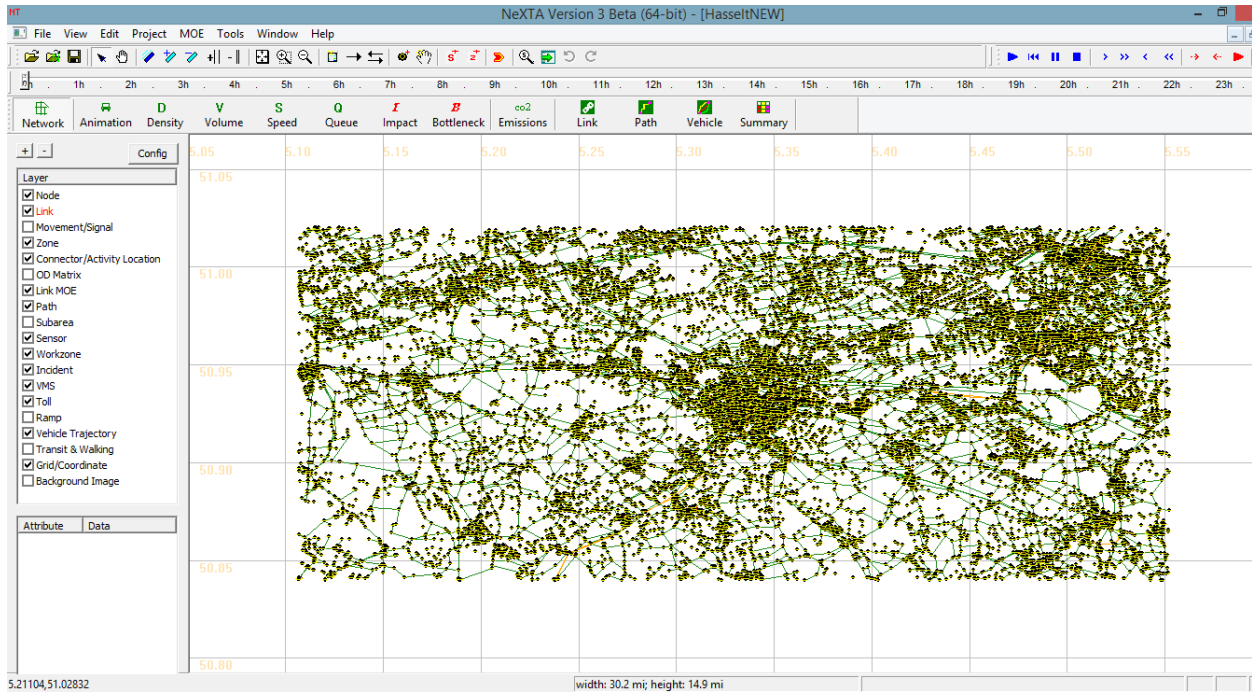 NeXTA Version 3 Beta (64-bit) - [HasseltNEW]
File View Edit Project MOE Tools Window Help
1h 2h 3h 4h 5h 6h 7h 8h 9h 10h 11h 12h 13h 14h 15h 16h 17h 18h 19h 20h 21h 22h 23h
D V S Q I B co2
Network Animation Density Volume Speed Queue Impact Bottleneck Emissions Link Path Vehicle Summary
+ - Config
5.05 5.10 5.15 5.20 5.25 5.30 5.35 5.40 5.45 5.50 5.55
Layer
51.05
Node
Link
Movement/Signal
Zone
Connector/Activity Location
51.00
OD Matrix
Link MOE
Path
Subarea
Sensor
Workzone
Incident
50.95
VMS
Toll
Ramp
Vehicle Trajectory
Transit & Walking
Grid/Coordinate
50.90
Background Image
Attribute Data
50.85
50.80
5.21104,51.02832
width: 30.2 mi; height: 14.9 mi